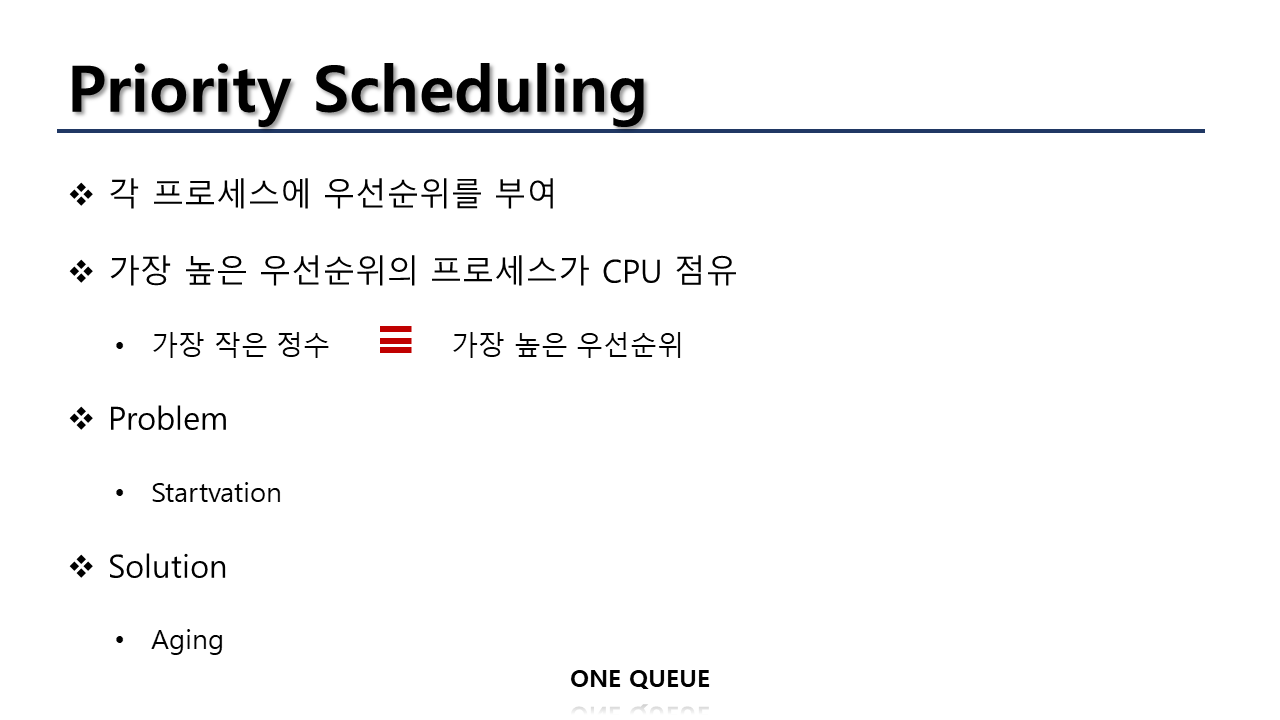 Priority Scheduling
❖ 각 프로세스에 우선순위를 부여
❖ 가장 높은 우선순위의 프로세스가 CPU 점유
• 가장 작은 정수 ≡ 가장 높은 우선순위
❖ Problem
• Startvation
❖ Solution
• Aging
ONE QUEUE